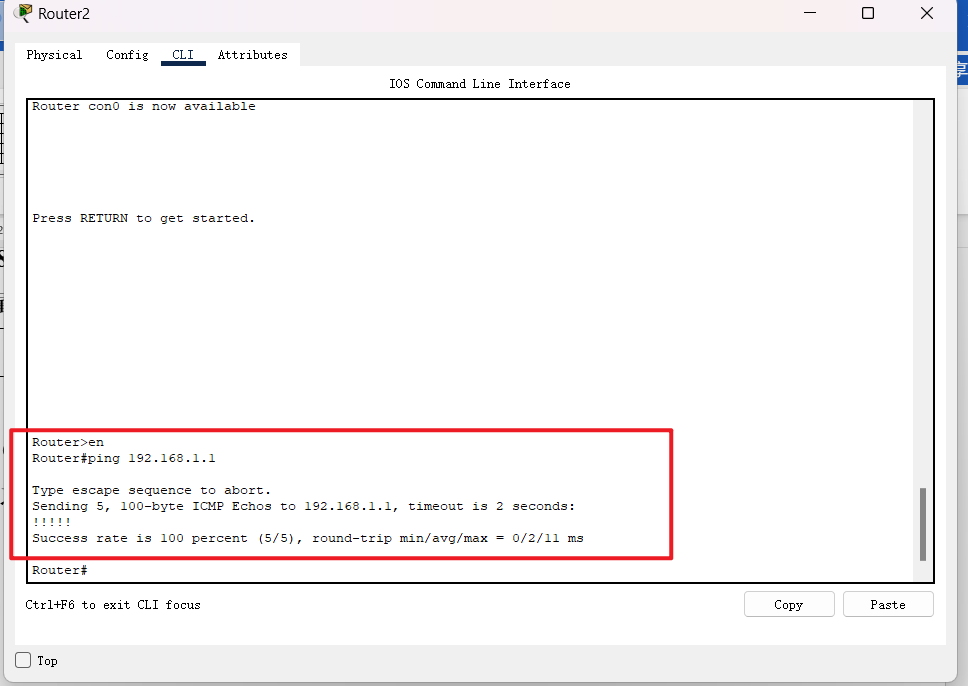 Router2
Physical Config CLI Attributes
IOS Command Line Interface
Router con0 is now available
Press RETURN to get started.
Router>en
Router#ping 192.168.1.1
Type escape sequence to abort.
Sending 5, 100-byte ICMP Echos to 192.168.1.1, timeout is 2 seconds:
!!!!!
Success rate is 100 percent (5/5), round-trip min/avg/max = 0/2/11 ms
Router#
Ctrl+F6 to exit CLI focus
Copy Paste
Top